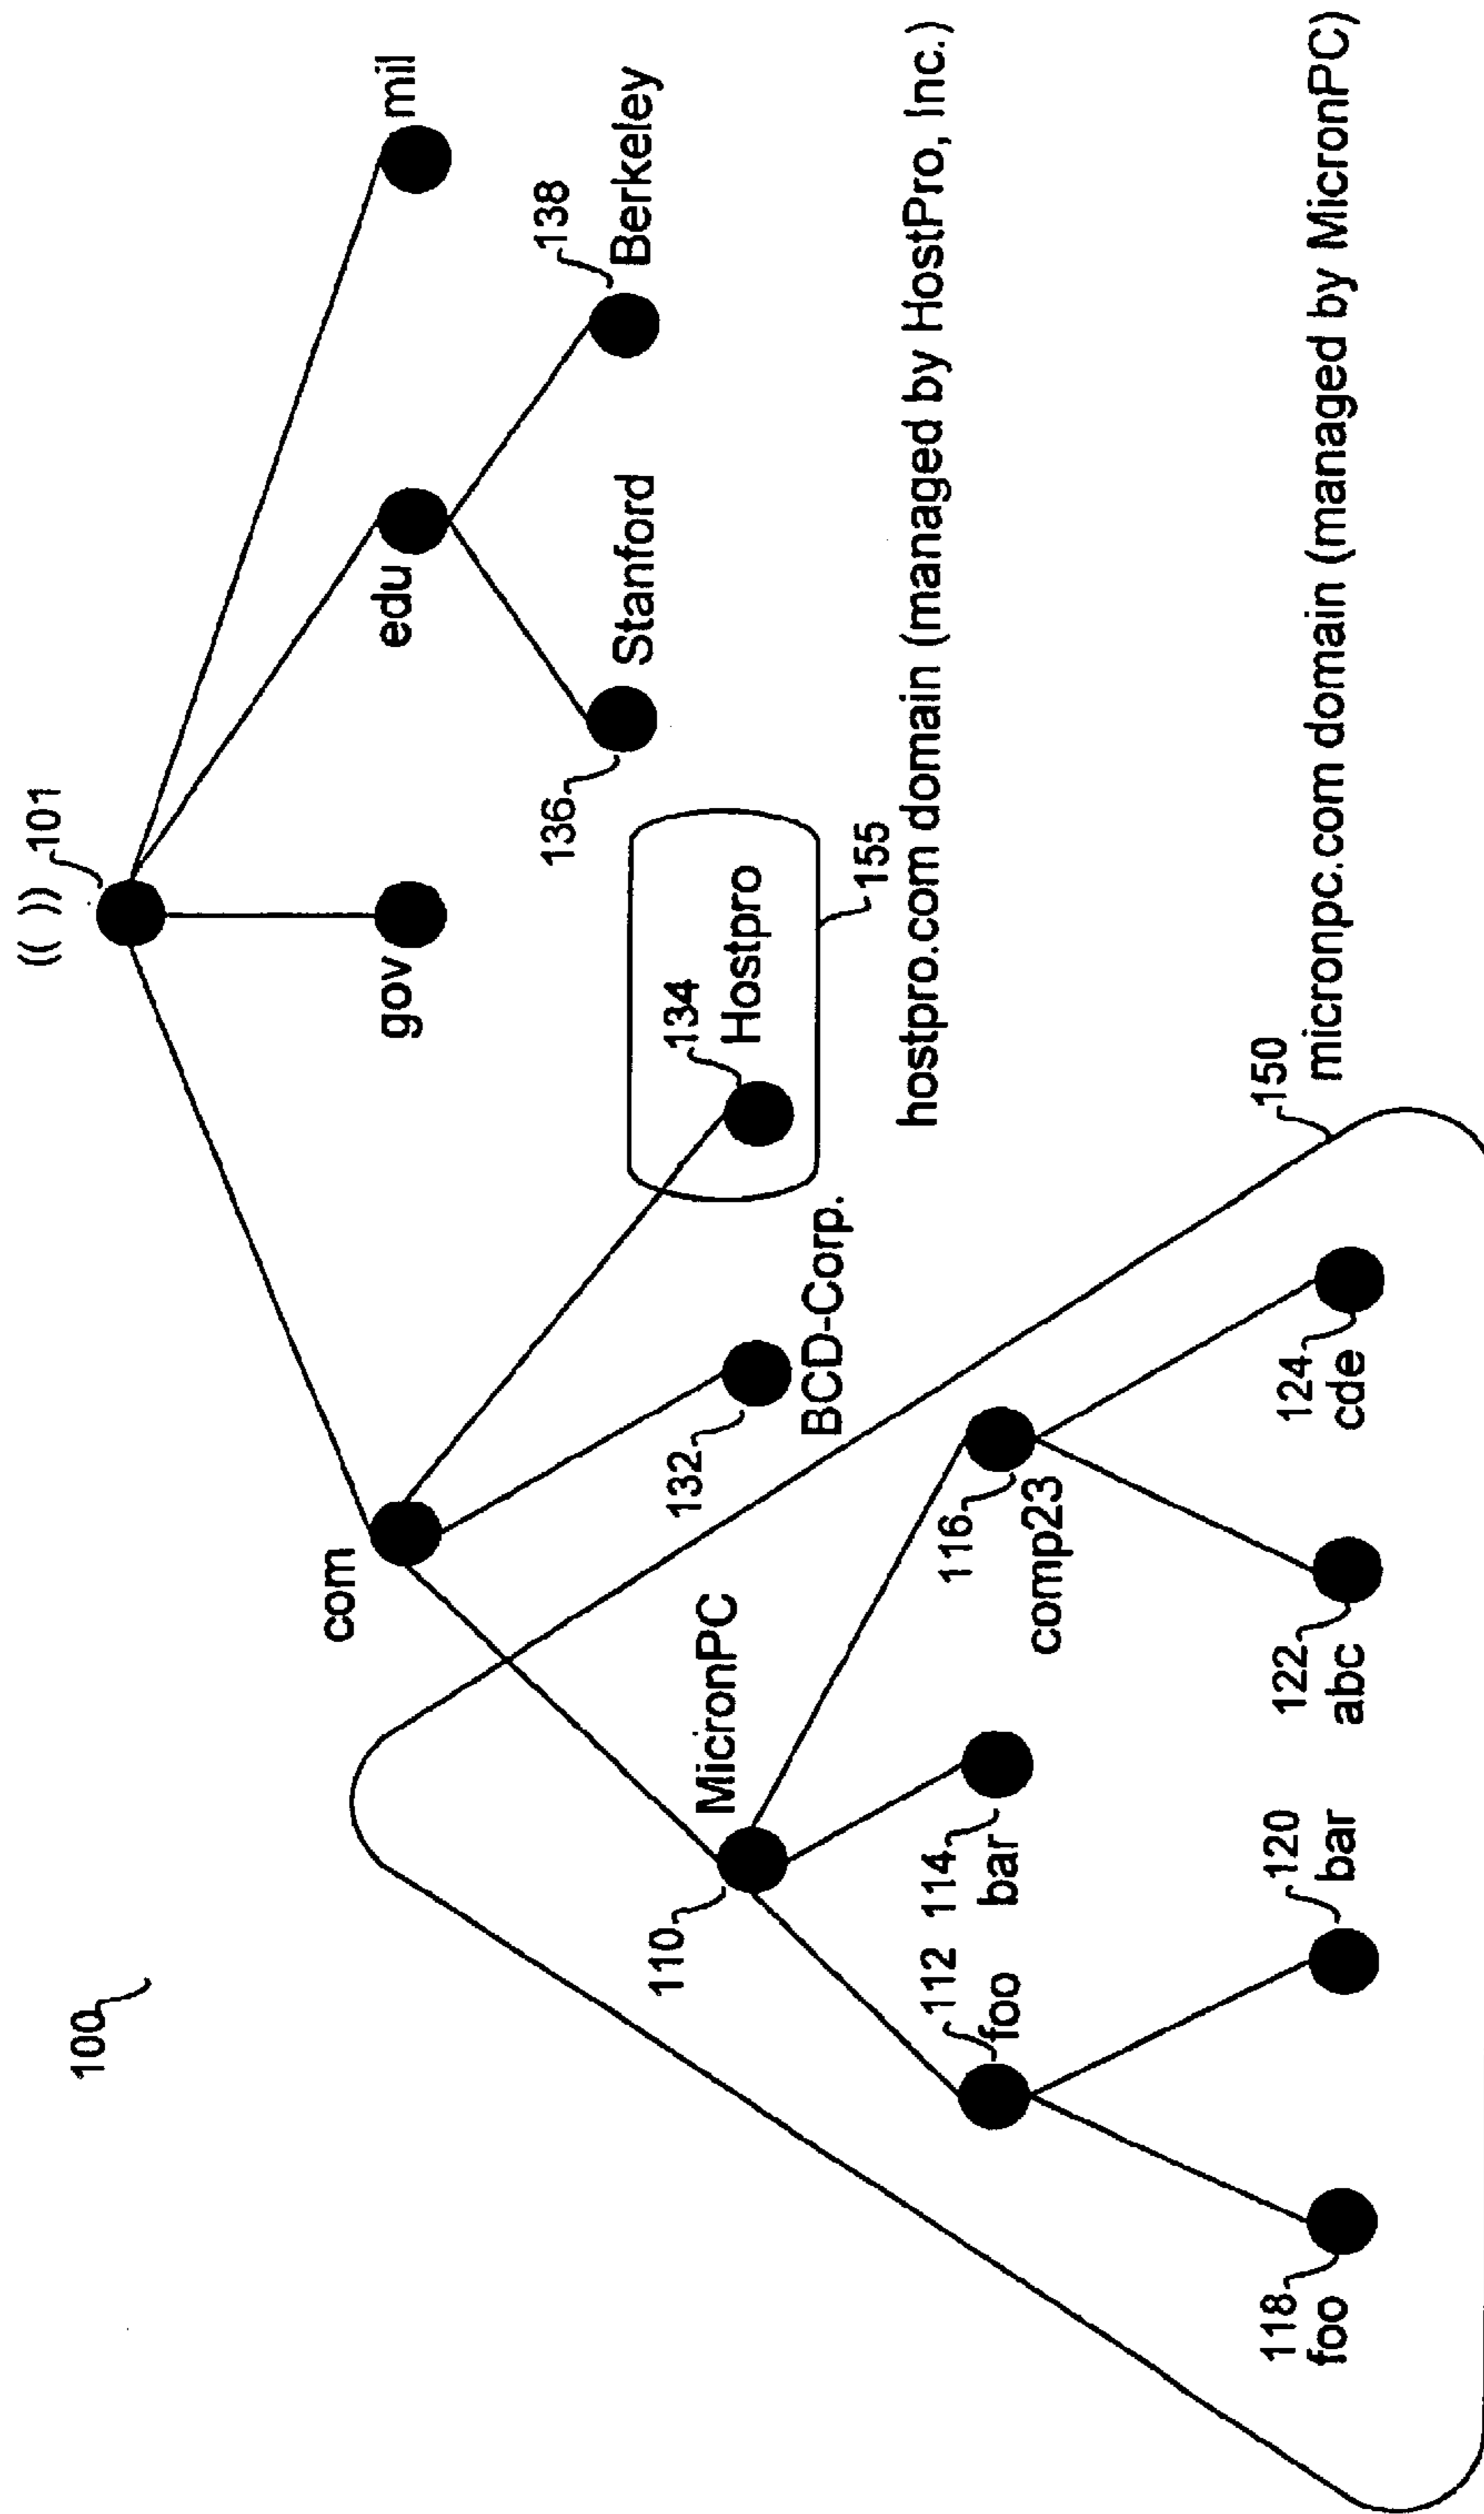 100
(( ))
101
com
gov
edu
mil
110
MicronPC
132
BCD-Corp.
134
Hostpro
136
Stanford
138
Berkeley
155
hostpro.com domain (managed by HostPro, Inc.)
112
foo
114
bar
116
comp23
118
foo
120
bar
122
abc
124
cde
150
micronpc.com domain (managed by MicronPC)